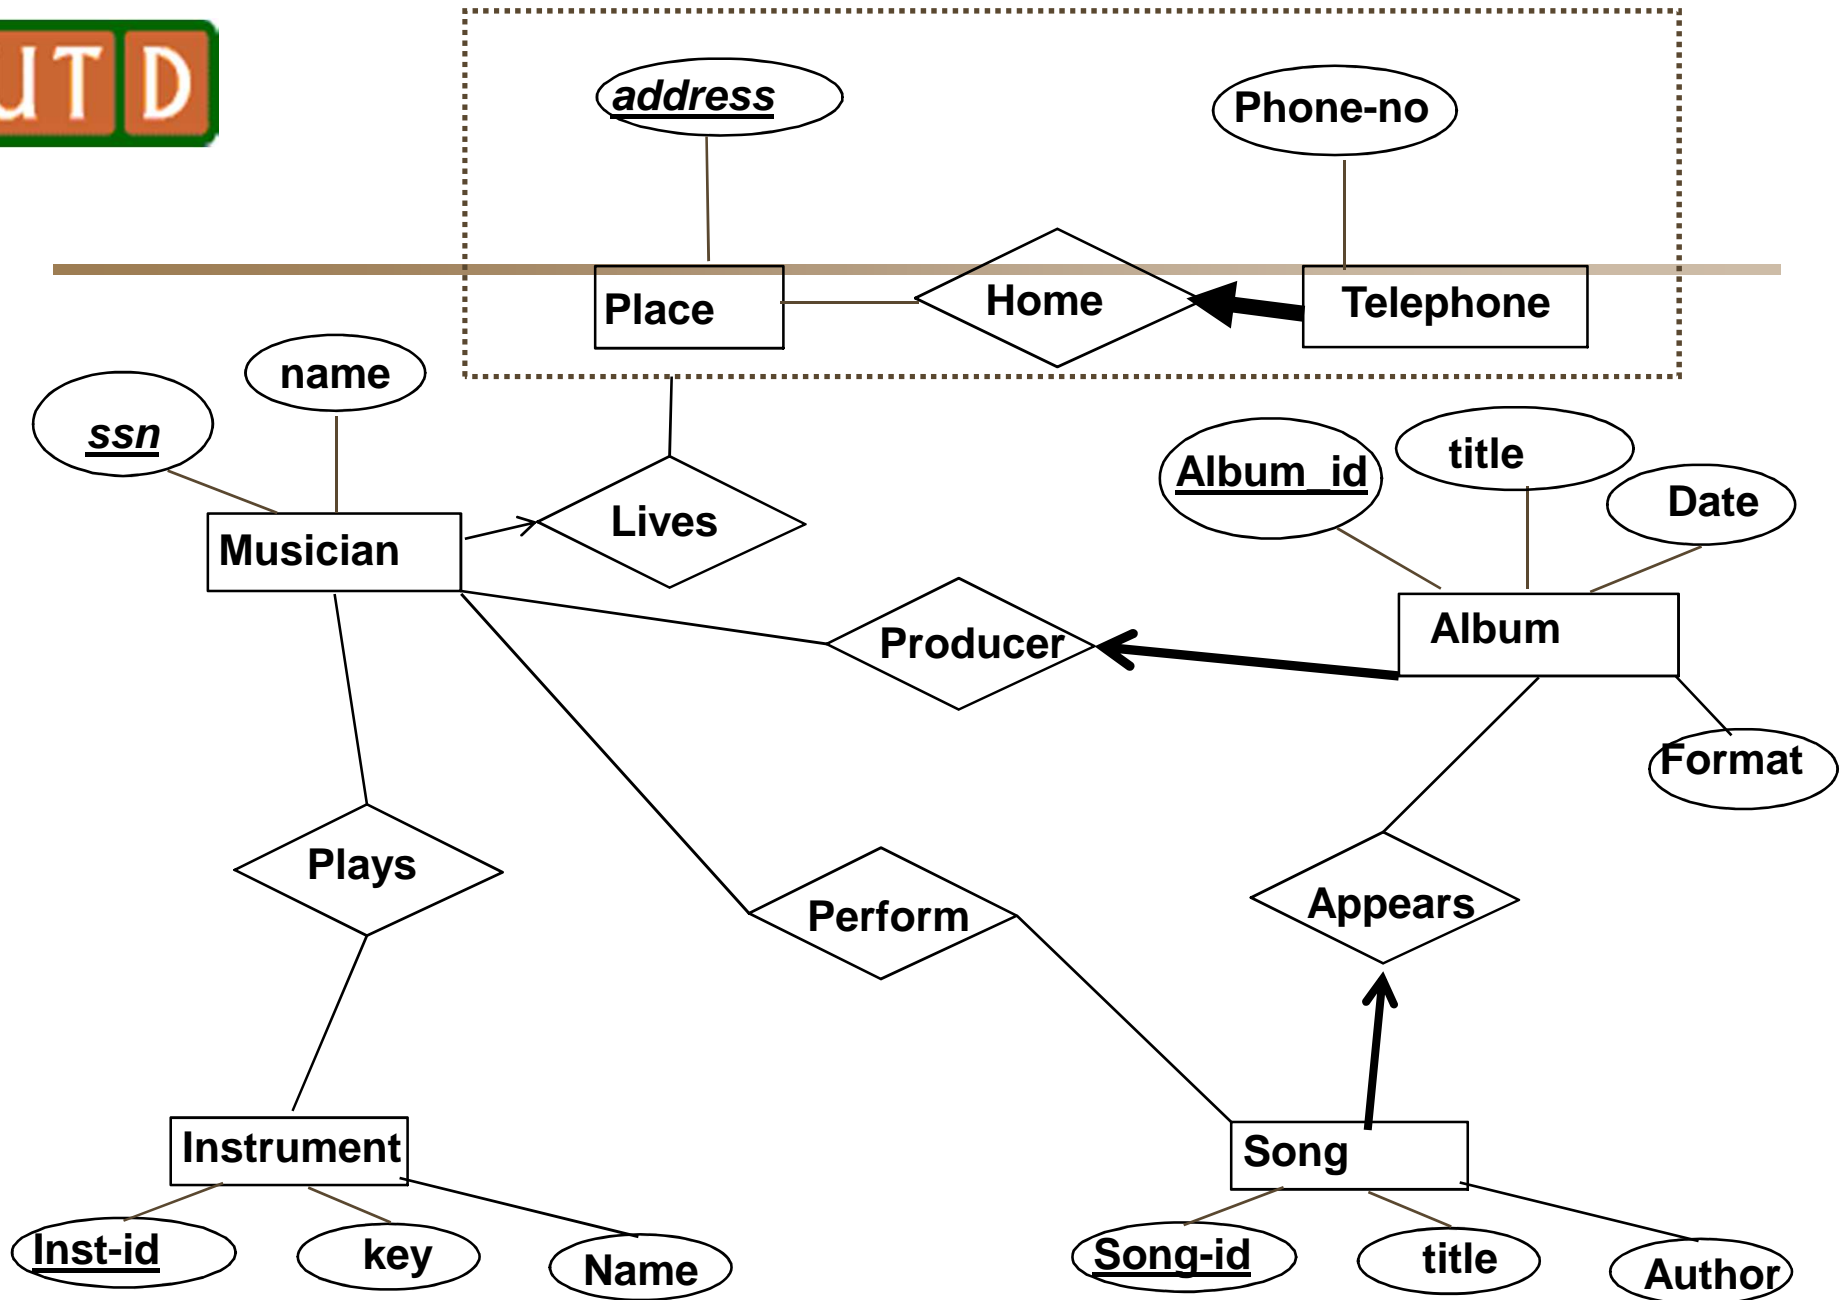 UTD
address
Phone-no
Place
Home
Telephone
name
ssn
Album_id
title
Date
Musician
Lives
Album
Producer
Format
Plays
Perform
Appears
Instrument
Song
Inst-id
key
Name
Song-id
title
Author